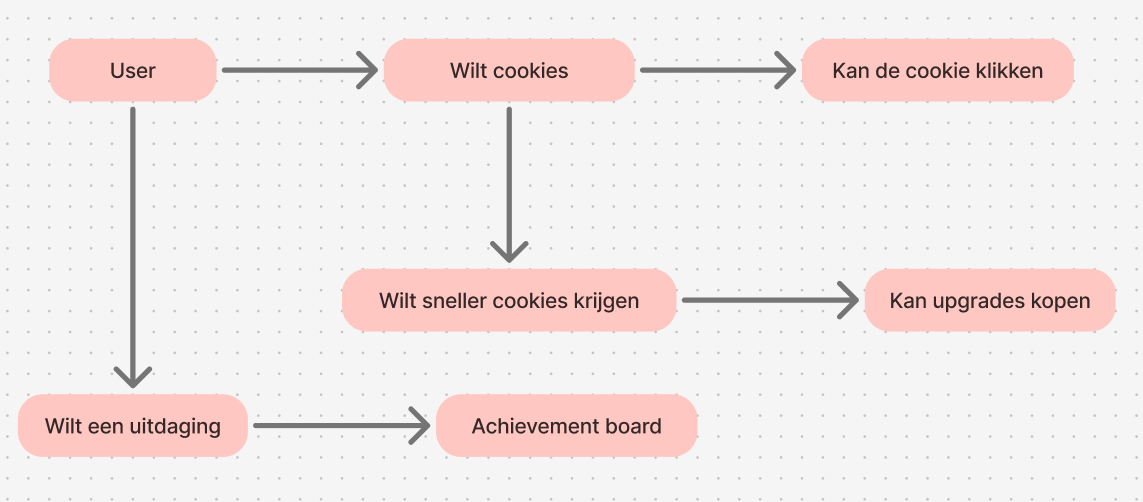 User
Wilt cookies
Kan de cookie klikken
Wilt sneller cookies krijgen
Kan upgrades kopen
Wilt een uitdaging
Achievement board